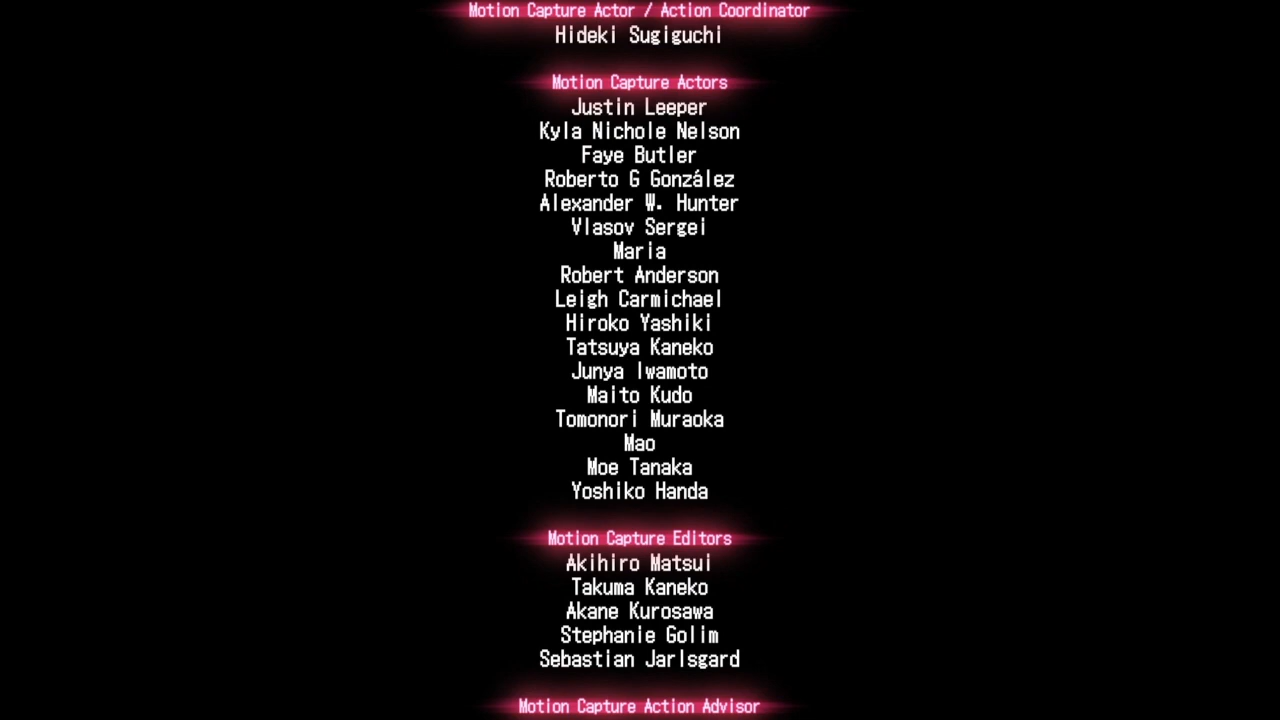 Motion Capture Actor / Action Coordinator
Hideki Sugiguchi
Motion Capture Actors
Justin Leeper
Kyla Nichole Nelson
Faye Butler
Roberto G González
Alexander W. Hunter
Vlasov Sergei
Maria
Robert Anderson
Leigh Carmichael
Hiroko Yashiki
Tatsuya Kaneko
Junya Iwamoto
Maito Kudo
Tomonori Muraoka
Mao
Moe Tanaka
Yoshiko Handa
Motion Capture Editors
Akihiro Matsui
Takuma Kaneko
Akane Kurosawa
Stephanie Golim
Sebastian Jarlsgard
Motion Capture Action Advisor